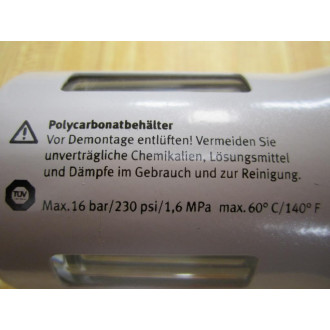 Polycarbonatbehälter
Vor Demontage entlüften! Vermeiden Sie
unverträgliche Chemikalien, Lösungsmittel
und Dämpfe im Gebrauch und zur Reinigung.
TÜV
Max. 16 bar/230 psi/1,6 MPa max. 60° C/140° F